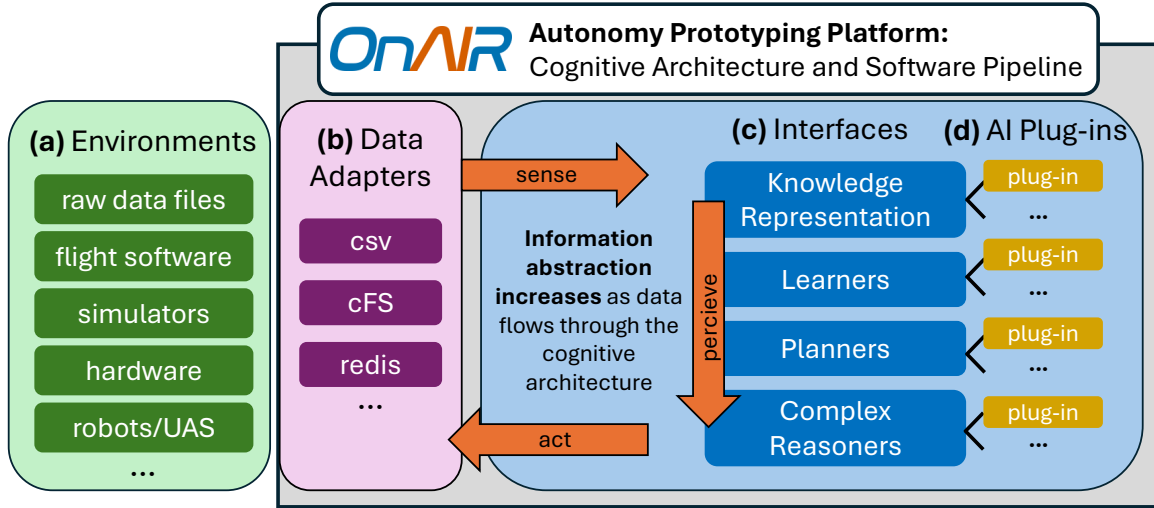 OnAIR
Autonomy Prototyping Platform:
Cognitive Architecture and Software Pipeline
(a) Environments
raw data files
flight software
simulators
hardware
robots/UAS
...
(b) Data
Adapters
csv
cFS
redis
...
sense
Information
abstraction
increases as data
flows through the
cognitive
architecture
act
percieve
(c) Interfaces
Knowledge
Representation
Learners
Planners
Complex
Reasoners
(d) AI Plug-ins
plug-in
...
plug-in
...
plug-in
...
plug-in
...